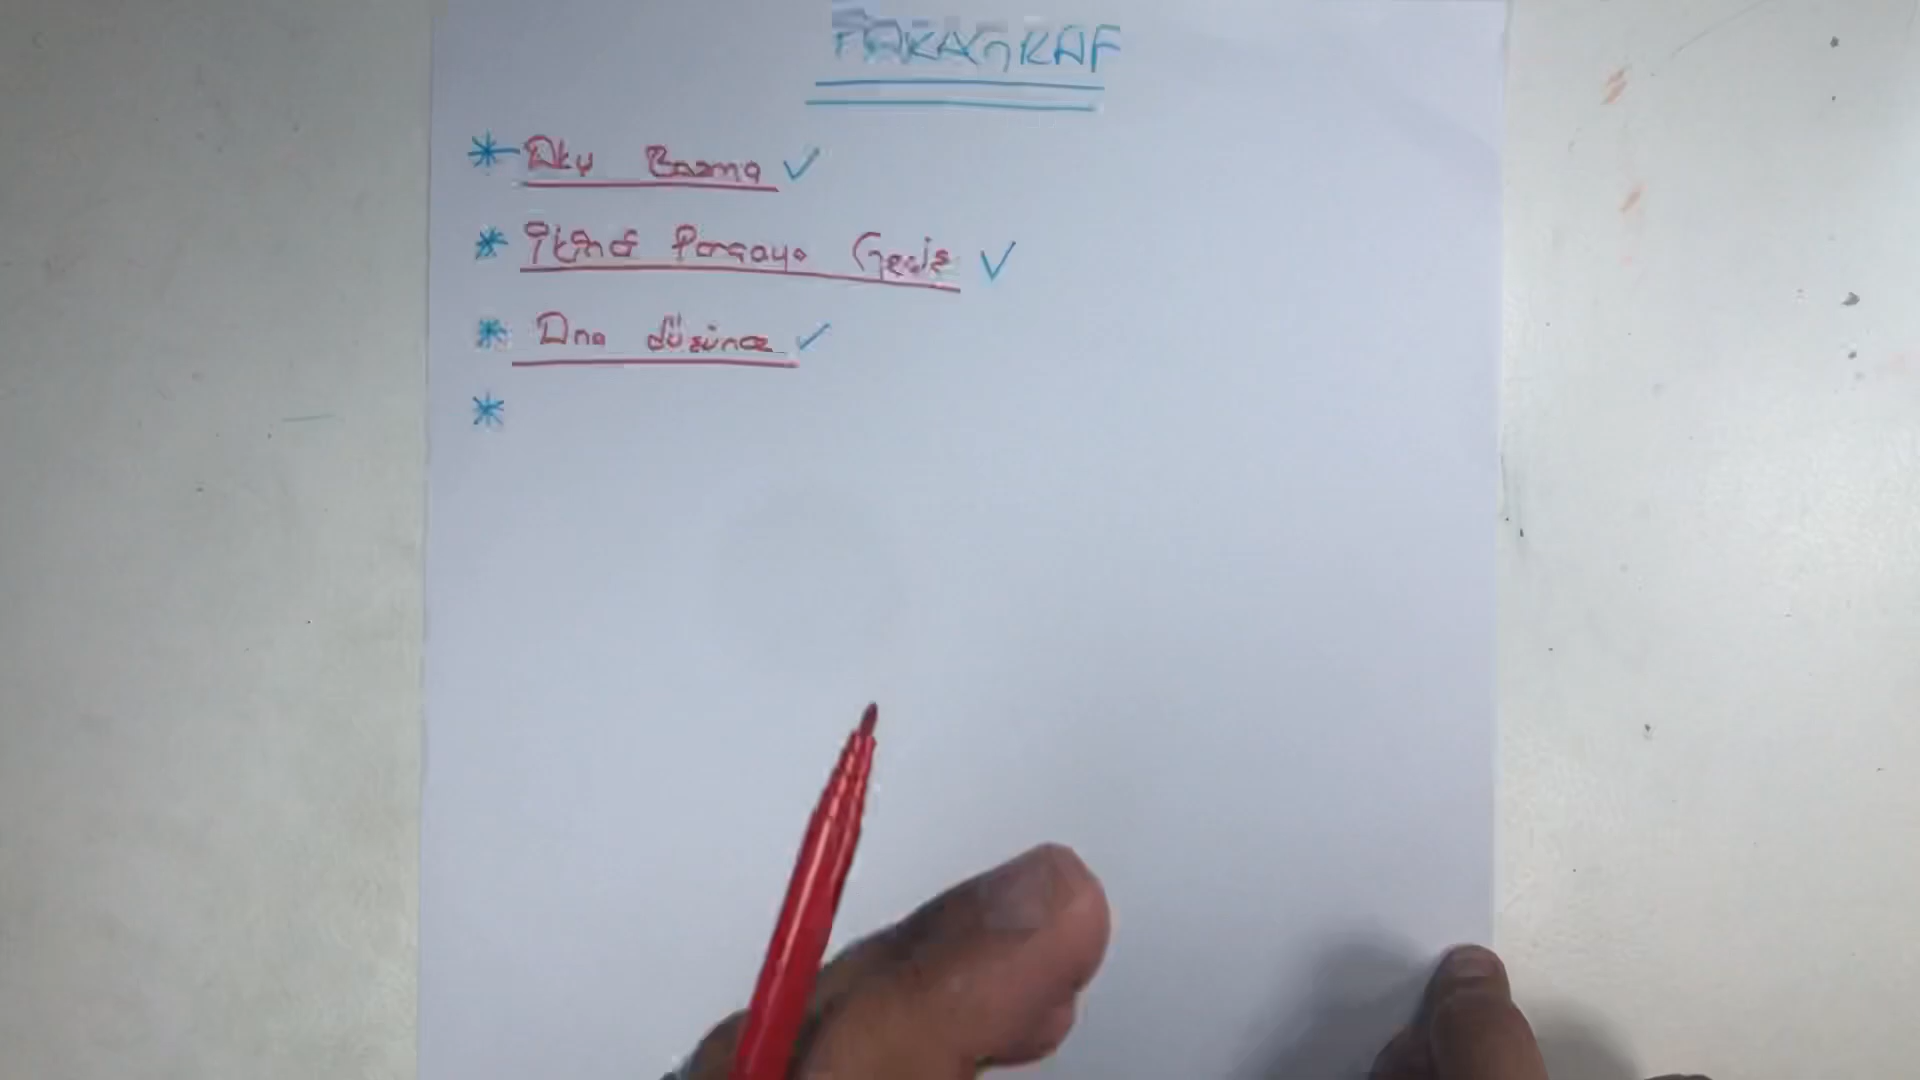 PARAGRAF
* Akış Bozma ✓
* İkinci Parçaya Geçiş ✓
* Ana düşünce ✓
*